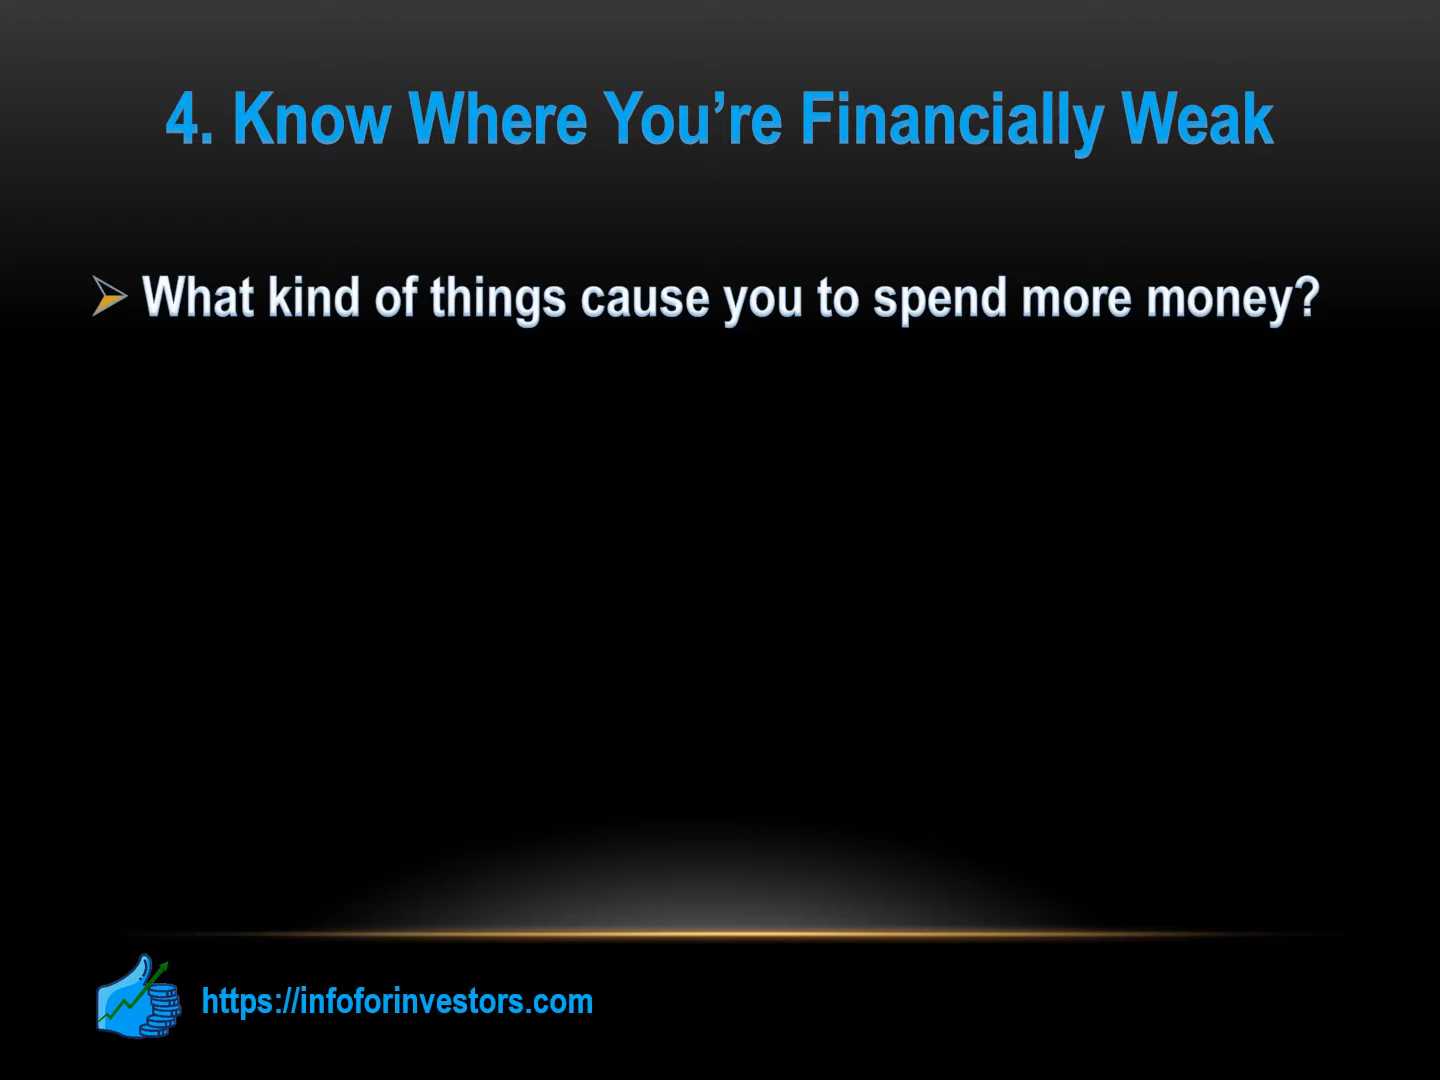 4. Know Where You’re Financially Weak
What kind of things cause you to spend more money?
https://infoforinvestors.com